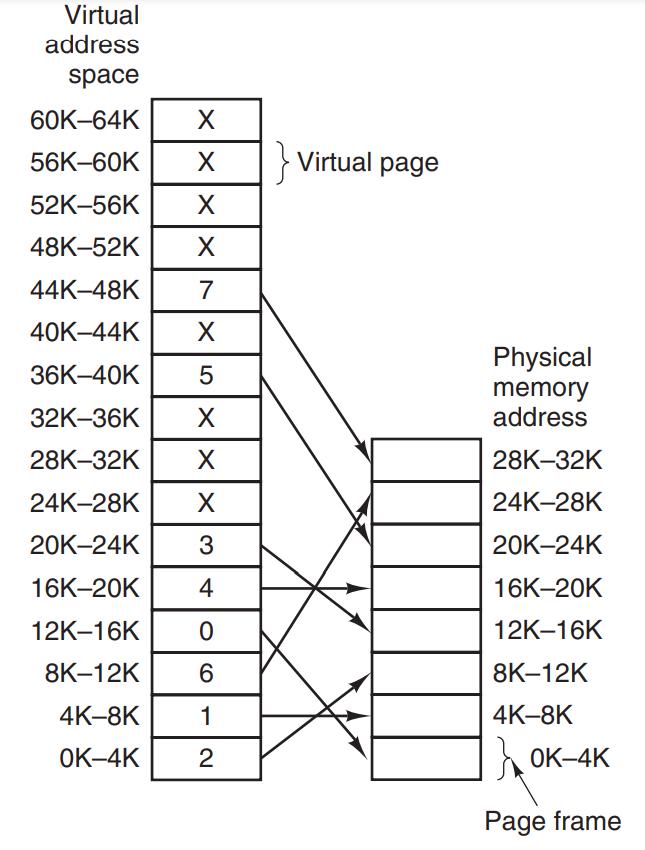 Virtual
address
space
60K–64K X
56K–60K X Virtual page
52K–56K X
48K–52K X
44K–48K 7
40K–44K X
36K–40K 5
32K–36K X
28K–32K X
24K–28K X
20K–24K 3
16K–20K 4
12K–16K 0
8K–12K 6
4K–8K 1
0K–4K 2
Physical
memory
address
28K–32K
24K–28K
20K–24K
16K–20K
12K–16K
8K–12K
4K–8K
0K–4K
Page frame